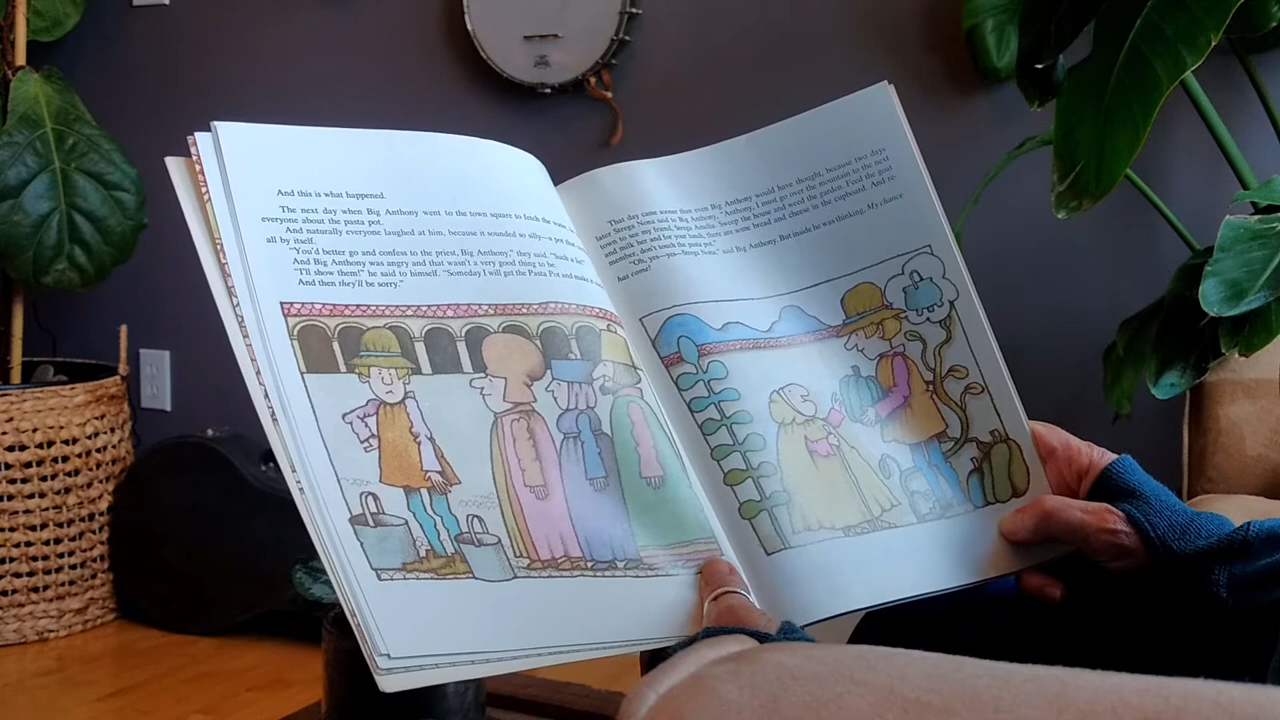 And this is what happened.
The next day when Big Anthony went to the town square to fetch the water,
everyone about the pasta pot.
And naturally everyone laughed at him, because it sounded so silly—a pot that
all by itself.
"You'd better go and confess to the priest, Big Anthony," they said. "Such a lie!"
And Big Anthony was angry and that wasn't a very good thing to be.
"I'll show them!" he said to himself. "Someday I will get the Pasta Pot and make it
And then they'll be sorry."
That day came sooner than even Big Anthony would have thought, because two days
later Strega Nona said to Big Anthony, "Anthony, I must go over the mountain to the next
town to see my friend, Strega Amelia. Sweep the house and weed the garden. Feed the goat
and milk her and for your lunch, there are some bread and cheese in the cupboard. And re-
member, don't touch the pasta pot."
"Oh, yes—yes—Strega Nona," said Big Anthony. But inside he was thinking, My chance
has come!